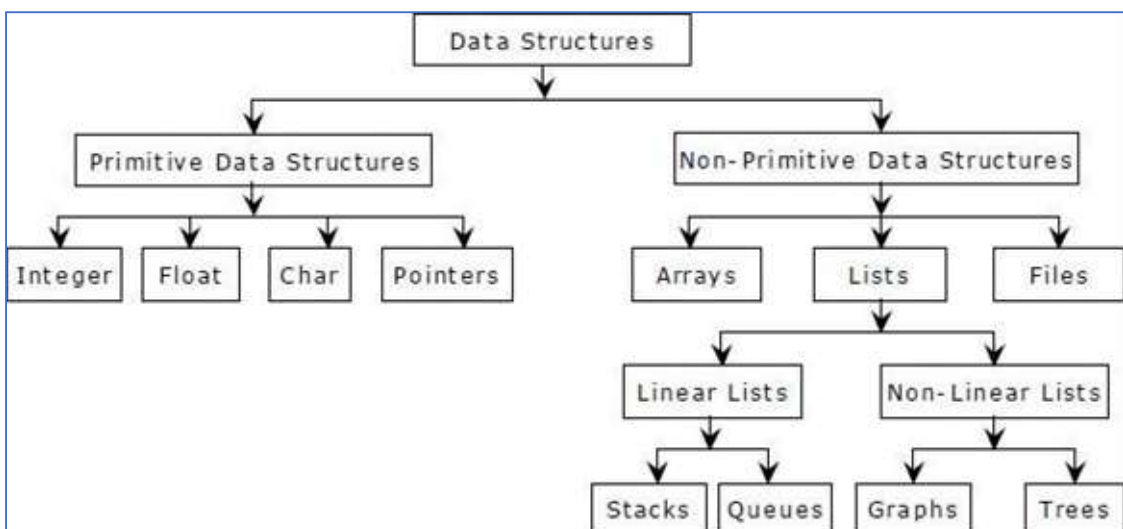 Data Structures
Primitive Data Structures
Non-Primitive Data Structures
Integer
Float
Char
Pointers
Arrays
Lists
Files
Linear Lists
Non-Linear Lists
Stacks
Queues
Graphs
Trees